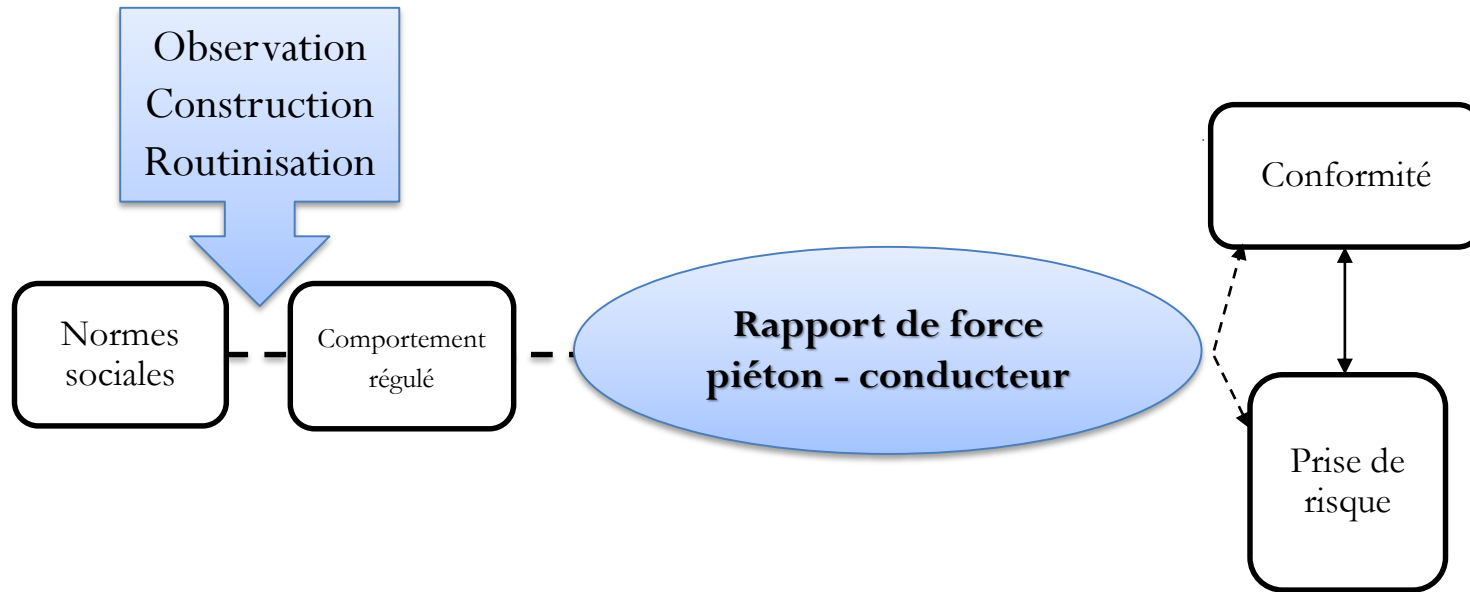 Observation
Construction
Routinisation
Normes
sociales
Comportement
régulé
Rapport de force
piéton - conducteur
Conformité
Prise de
risque